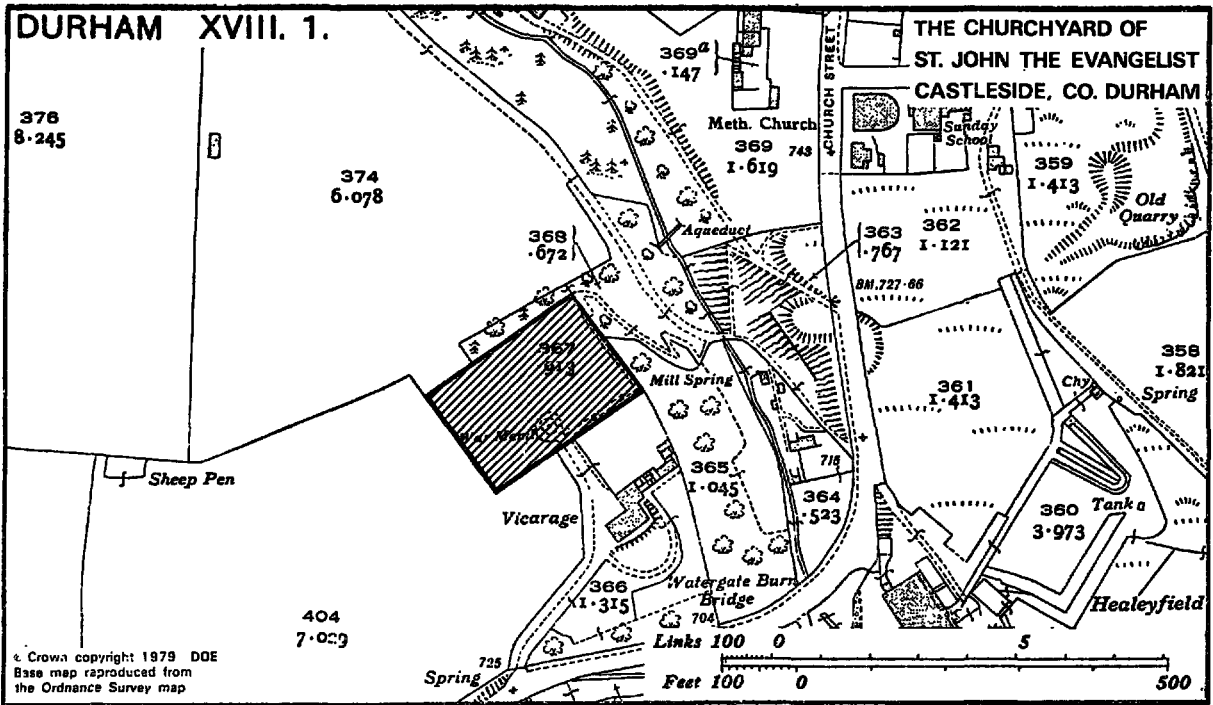 DURHAM XVIII. 1.
THE CHURCHYARD OF
ST. JOHN THE EVANGELIST
CASTLESIDE, CO. DURHAM
376
8·245
374
6·078
369a
·147
Meth. Church
369
1·619
743
CHURCH STREET
Sunday
School
359
1·413
Old
Quarry
368
·672
Aqueduct
363
·767
362
1·121
B.M.727·66
367
·913
Mill Spring
361
1·413
358
1·821
Spring
Chy
Sheep Pen
Vicarage
365
1·045
716
364
·523
360
3·973
Tank
366
1·315
Watergate Burn
Bridge
704
Healeyfield
404
Crown copyright 1979 DOE
Base map reproduced from
the Ordnance Survey map
725
Spring
Links 100 0 5
Feet 100 0 500